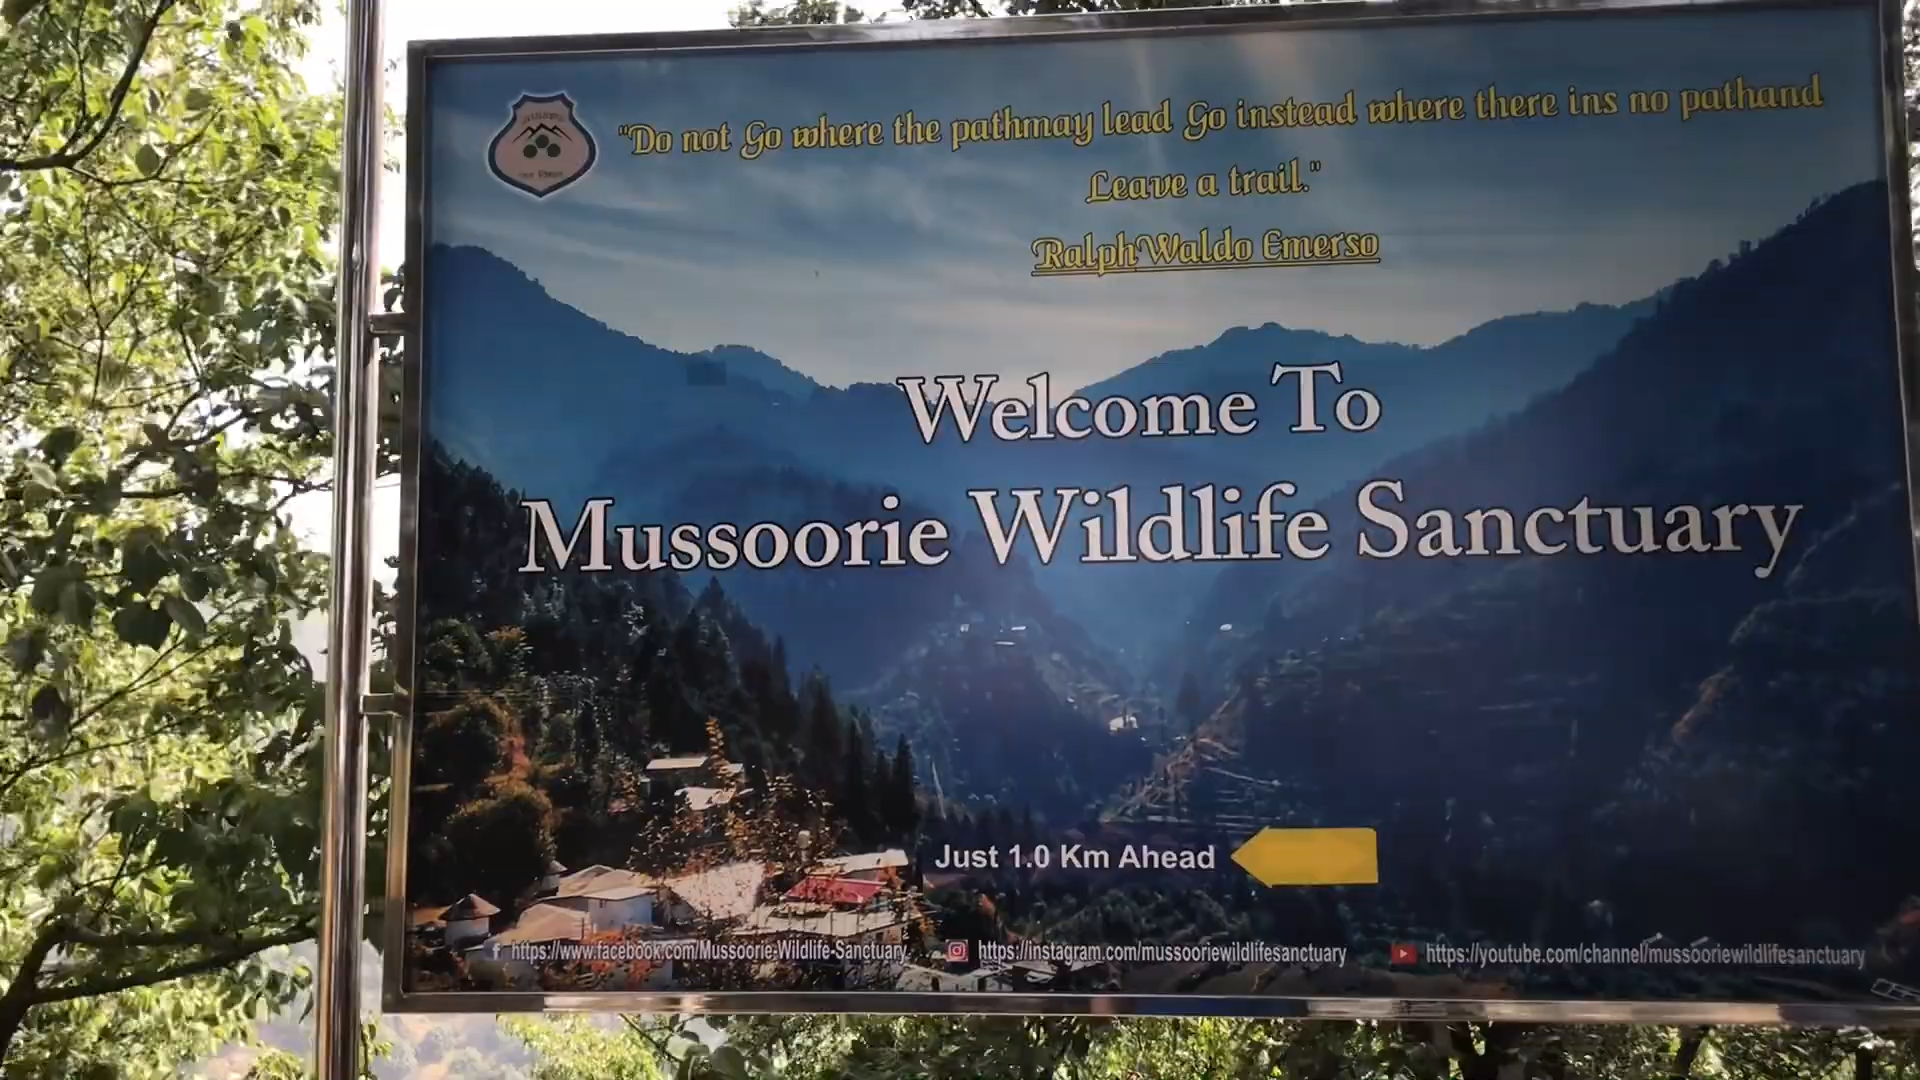 "Do not Go where the pathmay lead Go instead where there ins no pathand
Leave a trail."
Ralph Waldo Emerso
Welcome To
Mussoorie Wildlife Sanctuary
Just 1.0 Km Ahead
https://www.facebook.com/Mussoorie-Wildlife-Sanctuary
https://instagram.com/mussooriewildlifesanctuary
https://youtube.com/channel/mussooriewildlifesanctuary